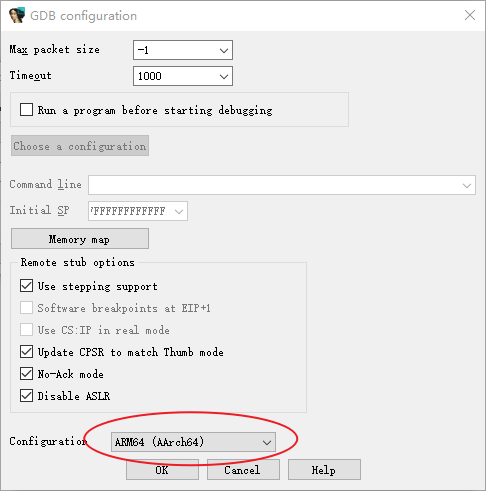 GDB configuration
Max packet size -1
Timeout 1000
Run a program before starting debugging
Choose a configuration
Command line
Initial SP 'FFFFFFFFFFFF
Memory map
Remote stub options
Use stepping support
Software breakpoints at EIP+1
Use CS:IP in real mode
Update CPSR to match Thumb mode
No-Ack mode
Disable ASLR
Configuration ARM64 (AArch64)
OK Cancel Help